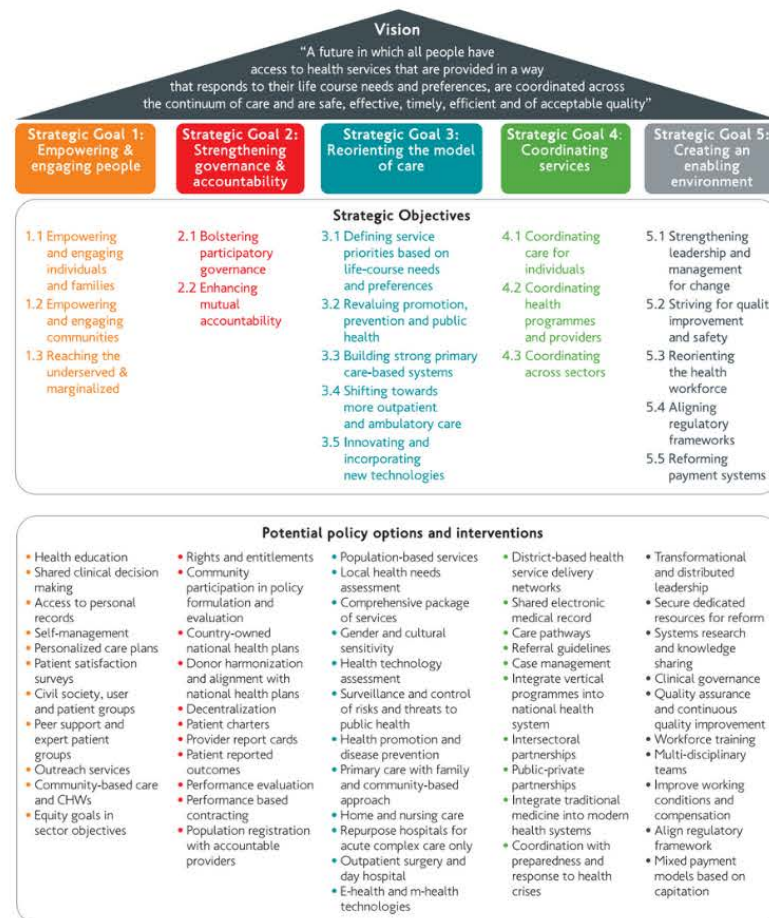 Vision
“A future in which all people have
access to health services that are provided in a way
that responds to their life course needs and preferences, are coordinated across
the continuum of care and are safe, effective, timely, efficient and of acceptable quality”
Strategic Goal 1:
Empowering &
engaging people
Strategic Goal 2:
Strengthening
governance &
accountability
Strategic Goal 3:
Reorienting the model
of care
Strategic Goal 4:
Coordinating
services
Strategic Goal 5:
Creating an
enabling
environment
Strategic Objectives
1.1 Empowering
and engaging
individuals
and families
1.2 Empowering
and engaging
communities
1.3 Reaching the
underserved &
marginalized
2.1 Bolstering
participatory
governance
2.2 Enhancing
mutual
accountability
3.1 Defining service
priorities based on
life-course needs
and preferences
3.2 Revaluing promotion,
prevention and public
health
3.3 Building strong primary
care-based systems
3.4 Shifting towards
more outpatient
and ambulatory care
3.5 Innovating and
incorporating
new technologies
4.1 Coordinating
care for
individuals
4.2 Coordinating
health
programmes
and providers
4.3 Coordinating
across sectors
5.1 Strengthening
leadership and
management
for change
5.2 Striving for quality
improvement
and safety
5.3 Reorienting
the health
workforce
5.4 Aligning
regulatory
frameworks
5.5 Reforming
payment systems
Potential policy options and interventions
• Health education
• Shared clinical decision
making
• Access to personal
records
• Self-management
• Personalized care plans
• Patient satisfaction
surveys
• Civil society, user
and patient groups
• Peer support and
expert patient
groups
• Outreach services
• Community-based care
and CHWs
• Equity goals in
sector objectives
• Rights and entitlements
• Community
participation in policy
formulation and
evaluation
• Country-owned
national health plans
• Donor harmonization
and alignment with
national health plans
• Decentralization
• Patient charters
• Provider report cards
• Patient reported
outcomes
• Performance evaluation
• Performance based
contracting
• Population registration
with accountable
providers
• Population-based services
• Local health needs
assessment
• Comprehensive package
of services
• Gender and cultural
sensitivity
• Health technology
assessment
• Surveillance and control
of risks and threats to
public health
• Health promotion and
disease prevention
• Primary care with family
and community-based
approach
• Home and nursing care
• Repurpose hospitals for
acute complex care only
• Outpatient surgery and
day hospital
• E-health and m-health
technologies
• District-based health
service delivery
networks
• Shared electronic
medical record
• Care pathways
• Referral guidelines
• Case management
• Integrate vertical
programmes into
national health
system
• Intersectoral
partnerships
• Public-private
partnerships
• Integrate traditional
medicine into modern
health systems
• Coordination with
preparedness and
response to health
crises
• Transformational
and distributed
leadership
• Secure dedicated
resources for reform
• Systems research
and knowledge
sharing
• Clinical governance
• Quality assurance
and continuous
quality improvement
• Workforce training
• Multi-disciplinary
teams
• Improve working
conditions and
compensation
• Align regulatory
framework
• Mixed payment
models based on
capitation